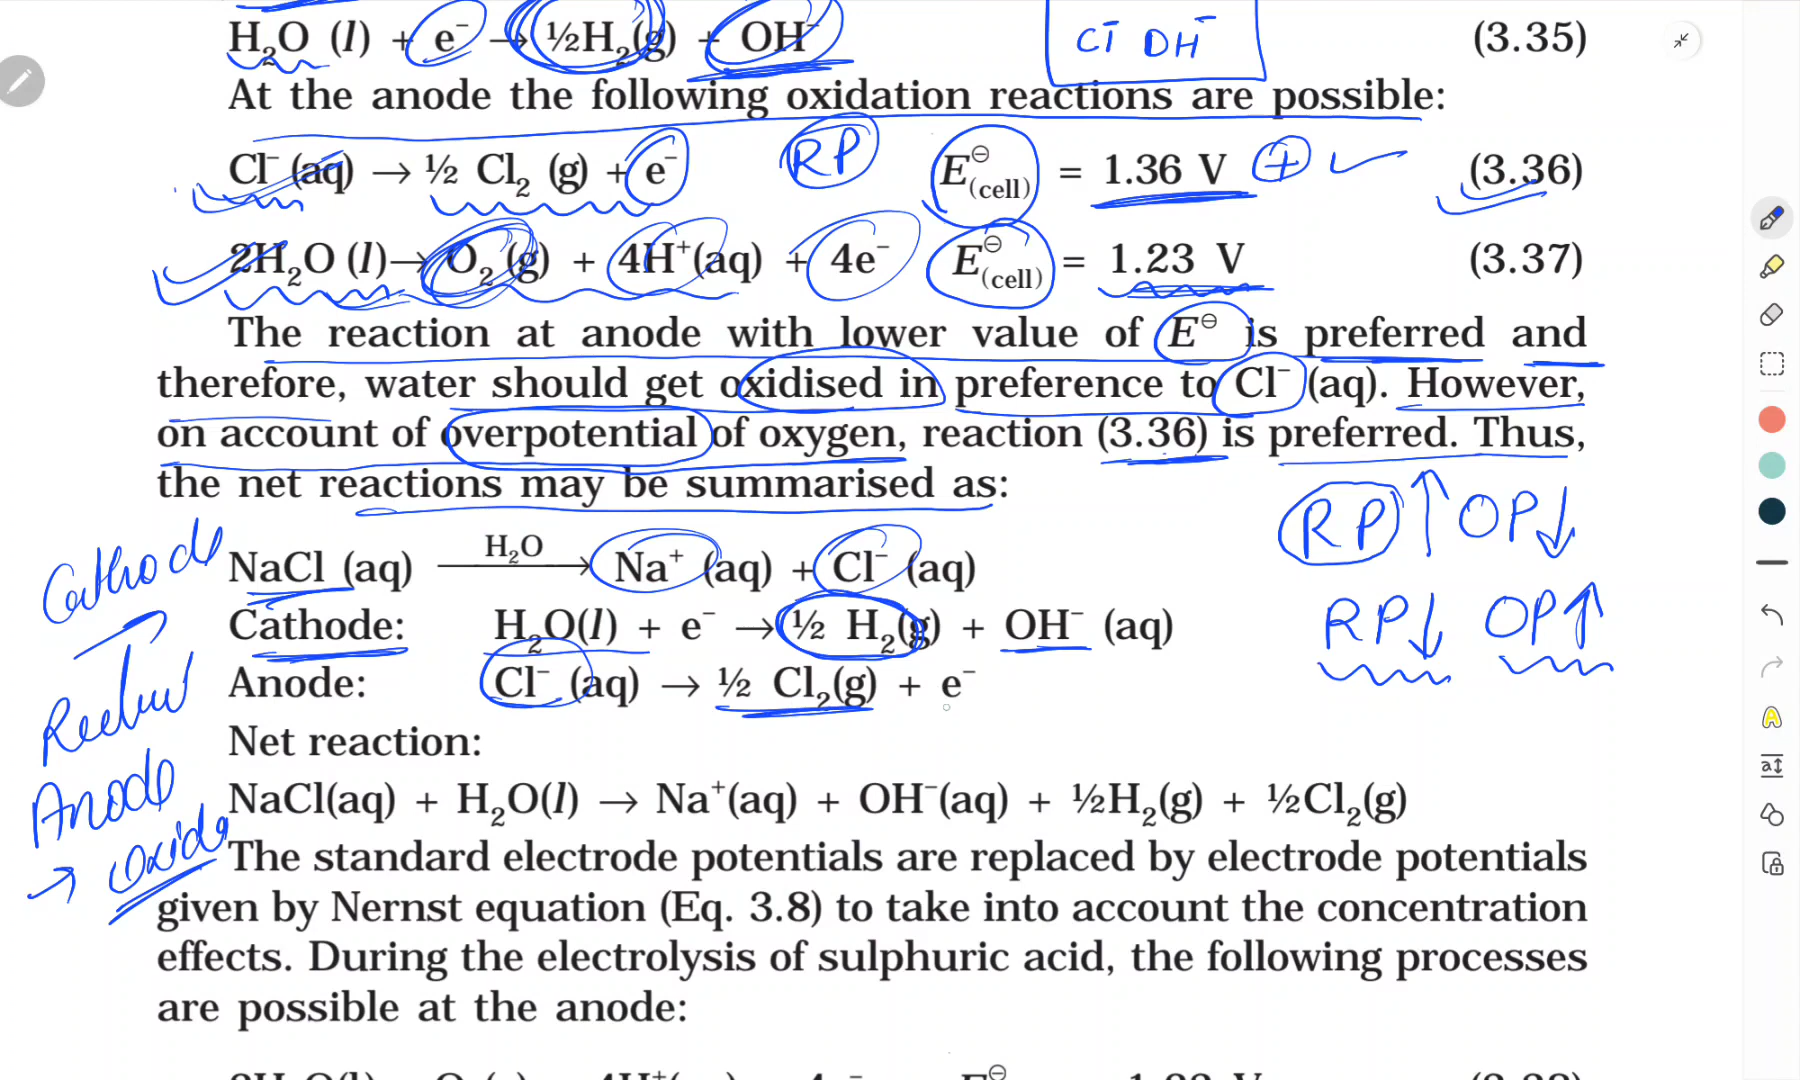 H₂O (l) + e⁻ → ½H₂(g) + OH⁻ (3.35)
Cl⁻ OH⁻
At the anode the following oxidation reactions are possible:
Cl⁻ (aq) → ½ Cl₂ (g) + e⁻ RP E⊖(cell) = 1.36 V + (3.36)
2H₂O (l)→ O₂ (g) + 4H⁺(aq) + 4e⁻ E⊖(cell) = 1.23 V (3.37)
The reaction at anode with lower value of E⊖ is preferred and
therefore, water should get oxidised in preference to Cl⁻ (aq). However,
on account of overpotential of oxygen, reaction (3.36) is preferred. Thus,
the net reactions may be summarised as:
RP ↑ OP ↓
Cathode
NaCl (aq) H₂O → Na⁺ (aq) + Cl⁻ (aq)
Cathode: H₂O(l) + e⁻ → ½ H₂(g) + OH⁻ (aq)
RP ↓ OP ↑
Anode: Cl⁻ (aq) → ½ Cl₂(g) + e⁻
Net reaction:
Anode
NaCl(aq) + H₂O(l) → Na⁺(aq) + OH⁻(aq) + ½H₂(g) + ½Cl₂(g)
→ Oxid
The standard electrode potentials are replaced by electrode potentials
given by Nernst equation (Eq. 3.8) to take into account the concentration
effects. During the electrolysis of sulphuric acid, the following processes
are possible at the anode: